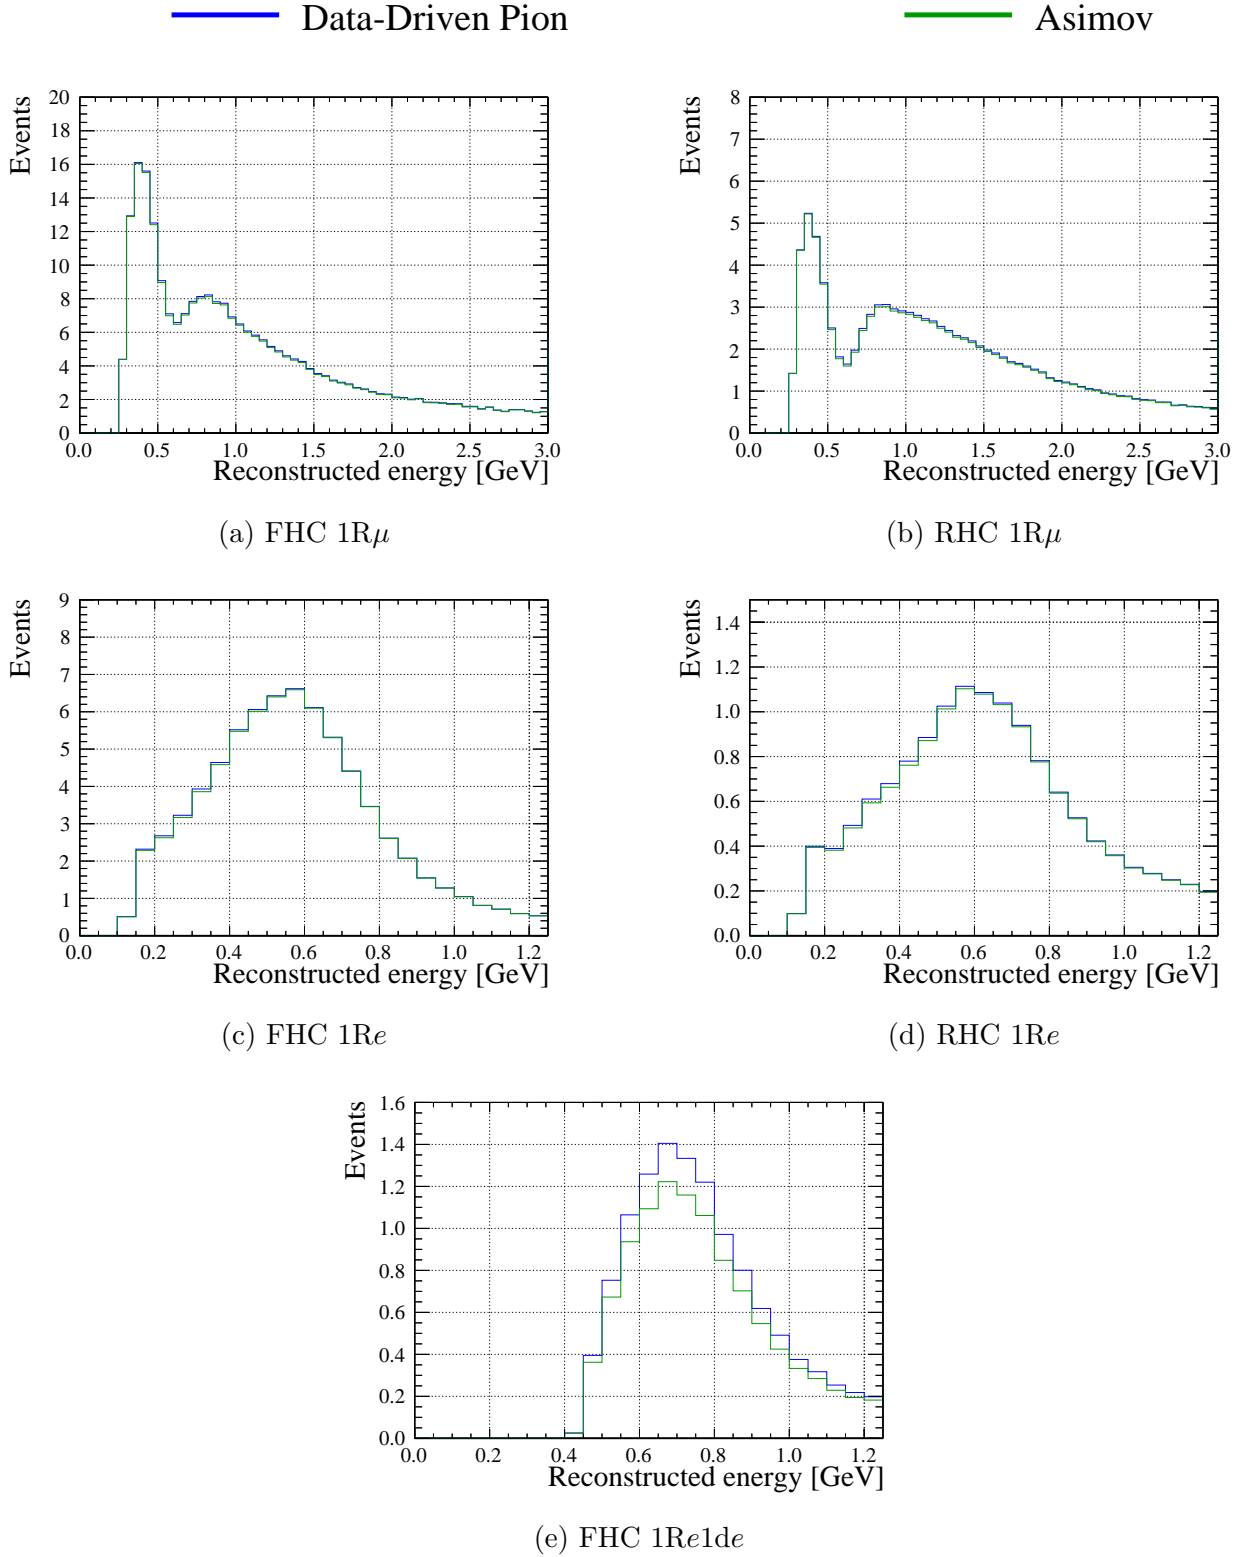 Data-Driven Pion Asimov
Events
20
18
16
14
12
10
8
6
4
2
0
0.0 0.5 1.0 1.5 2.0 2.5 3.0
Reconstructed energy [GeV]
(a) FHC 1Rμ
Events
8
7
6
5
4
3
2
1
0
0.0 0.5 1.0 1.5 2.0 2.5 3.0
Reconstructed energy [GeV]
(b) RHC 1Rμ
Events
9
8
7
6
5
4
3
2
1
0
0.0 0.2 0.4 0.6 0.8 1.0 1.2
Reconstructed energy [GeV]
(c) FHC 1Re
Events
1.4
1.2
1.0
0.8
0.6
0.4
0.2
0.0
0.0 0.2 0.4 0.6 0.8 1.0 1.2
Reconstructed energy [GeV]
(d) RHC 1Re
Events
1.6
1.4
1.2
1.0
0.8
0.6
0.4
0.2
0.0
0.0 0.2 0.4 0.6 0.8 1.0 1.2
Reconstructed energy [GeV]
(e) FHC 1Re1de